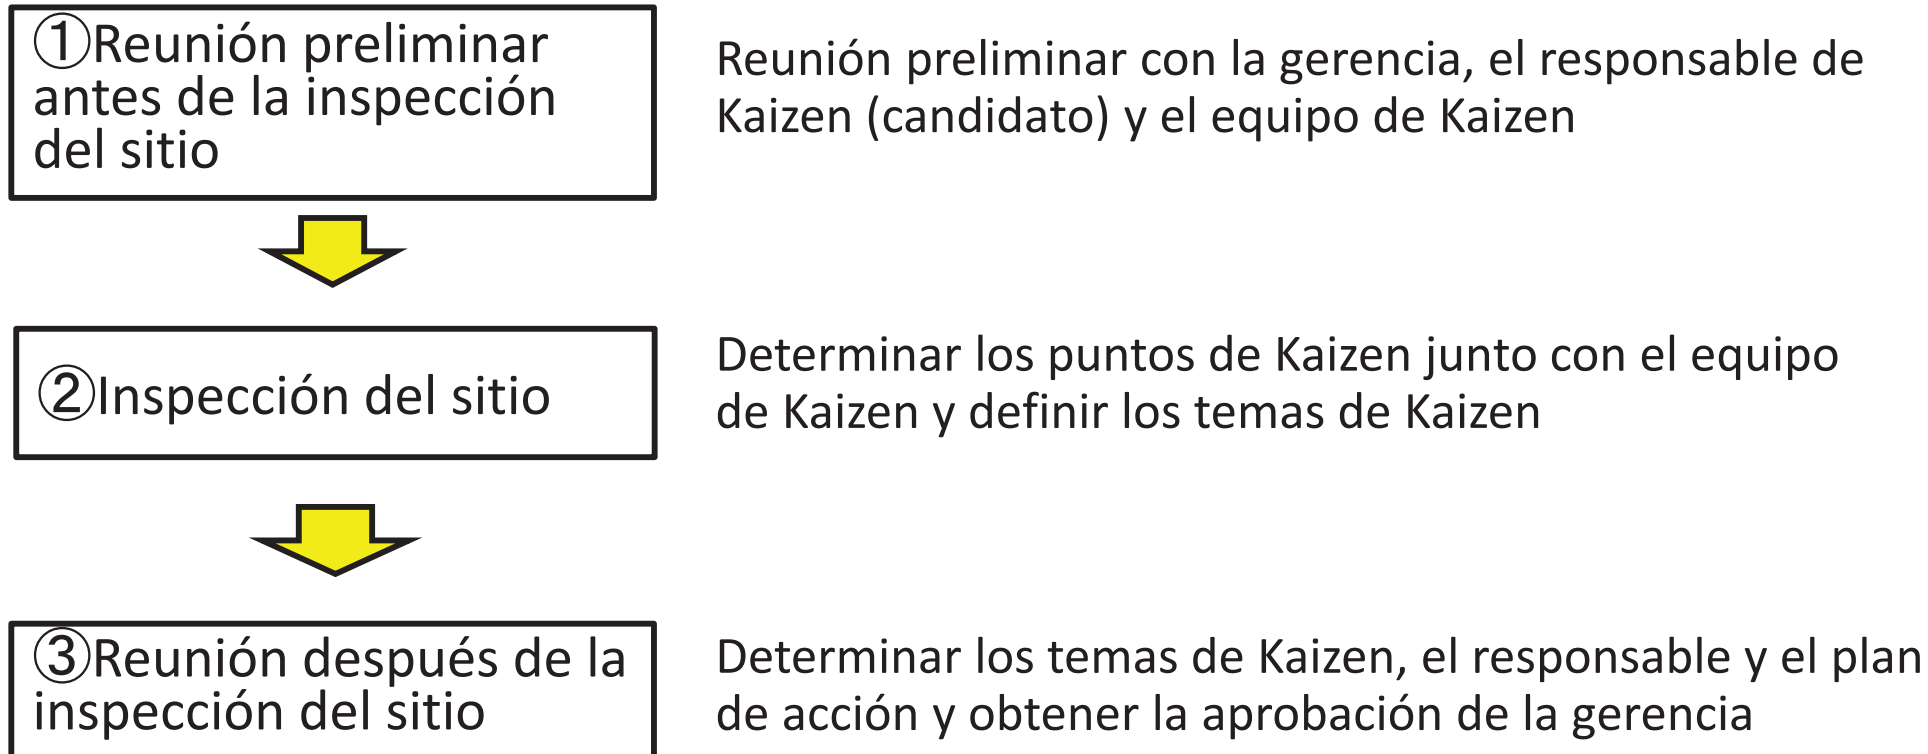 ①Reunión preliminar
antes de la inspección
del sitio
Reunión preliminar con la gerencia, el responsable de
Kaizen (candidato) y el equipo de Kaizen
②Inspección del sitio
Determinar los puntos de Kaizen junto con el equipo
de Kaizen y definir los temas de Kaizen
③Reunión después de la
inspección del sitio
Determinar los temas de Kaizen, el responsable y el plan
de acción y obtener la aprobación de la gerencia